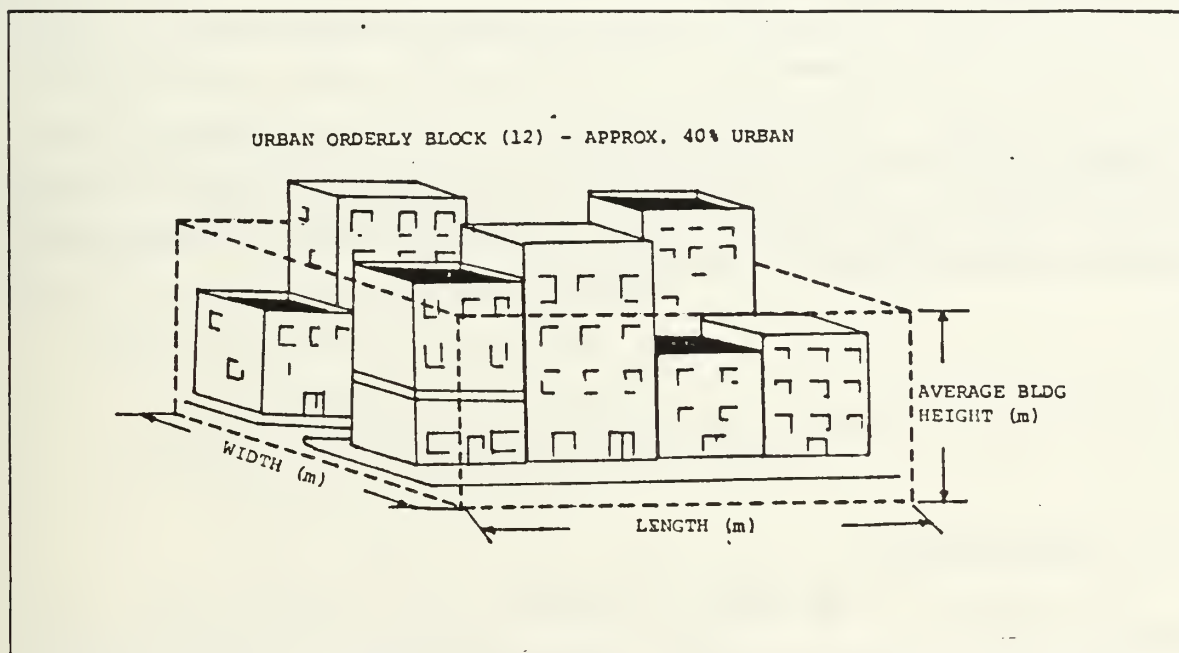 URBAN ORDERLY BLOCK (12) - APPROX. 40% URBAN
AVERAGE BLDG
HEIGHT (m)
WIDTH (m)
LENGTH (m)